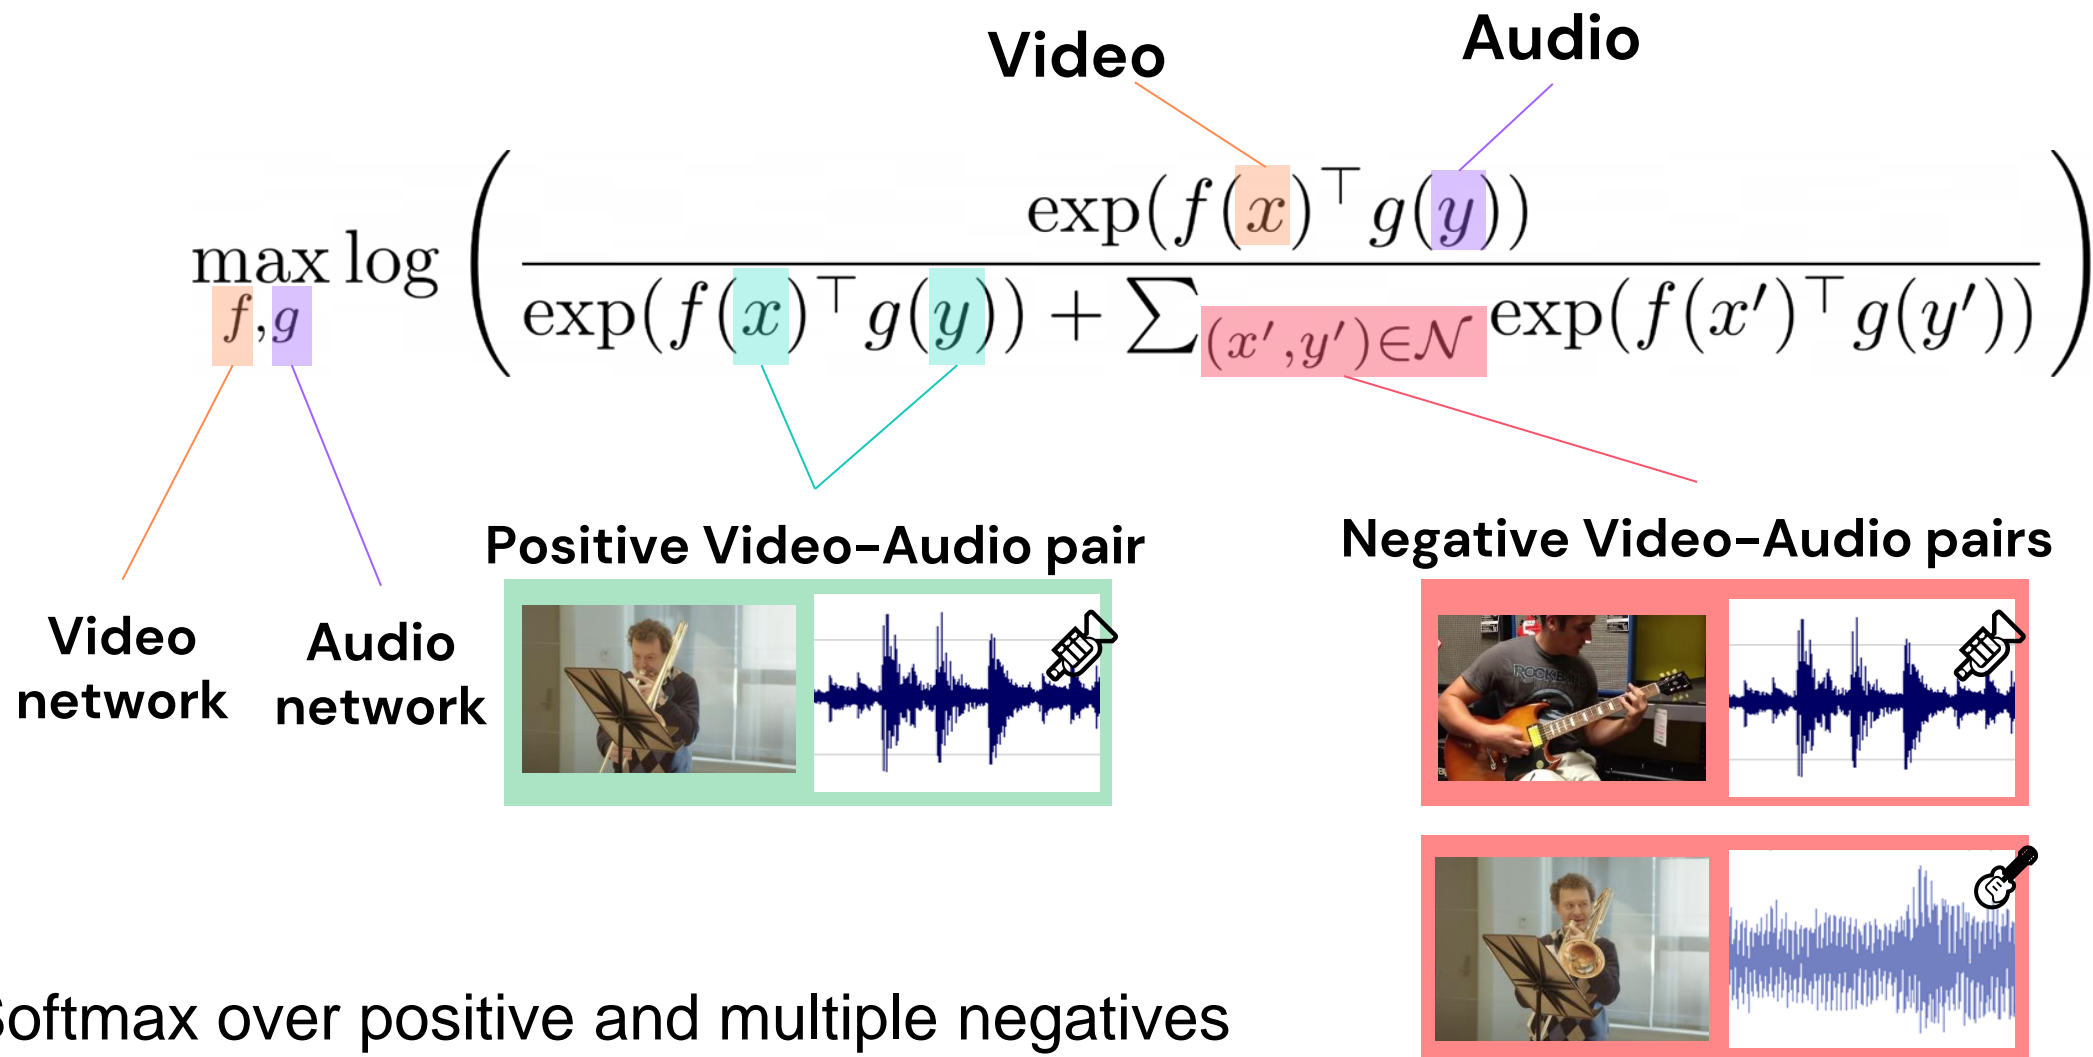 Video
Audio
max log ( exp(f(x)⊤g(y)) / exp(f(x)⊤g(y)) + ∑(x′,y′)∈𝒩 exp(f(x′)⊤g(y′)) )
f,g
Positive Video-Audio pair
Negative Video-Audio pairs
Video
network
Audio
network
Softmax over positive and multiple negatives